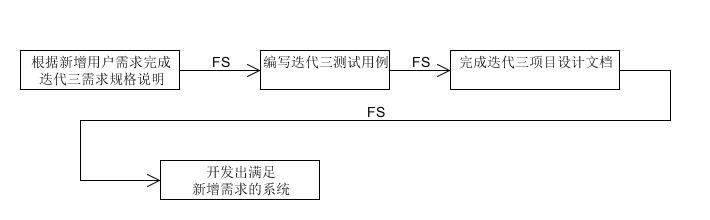 根据新增用户需求完成
迭代三需求规格说明
FS
编写迭代三测试用例
FS
完成迭代三项目设计文档
FS
开发出满足
新增需求的系统